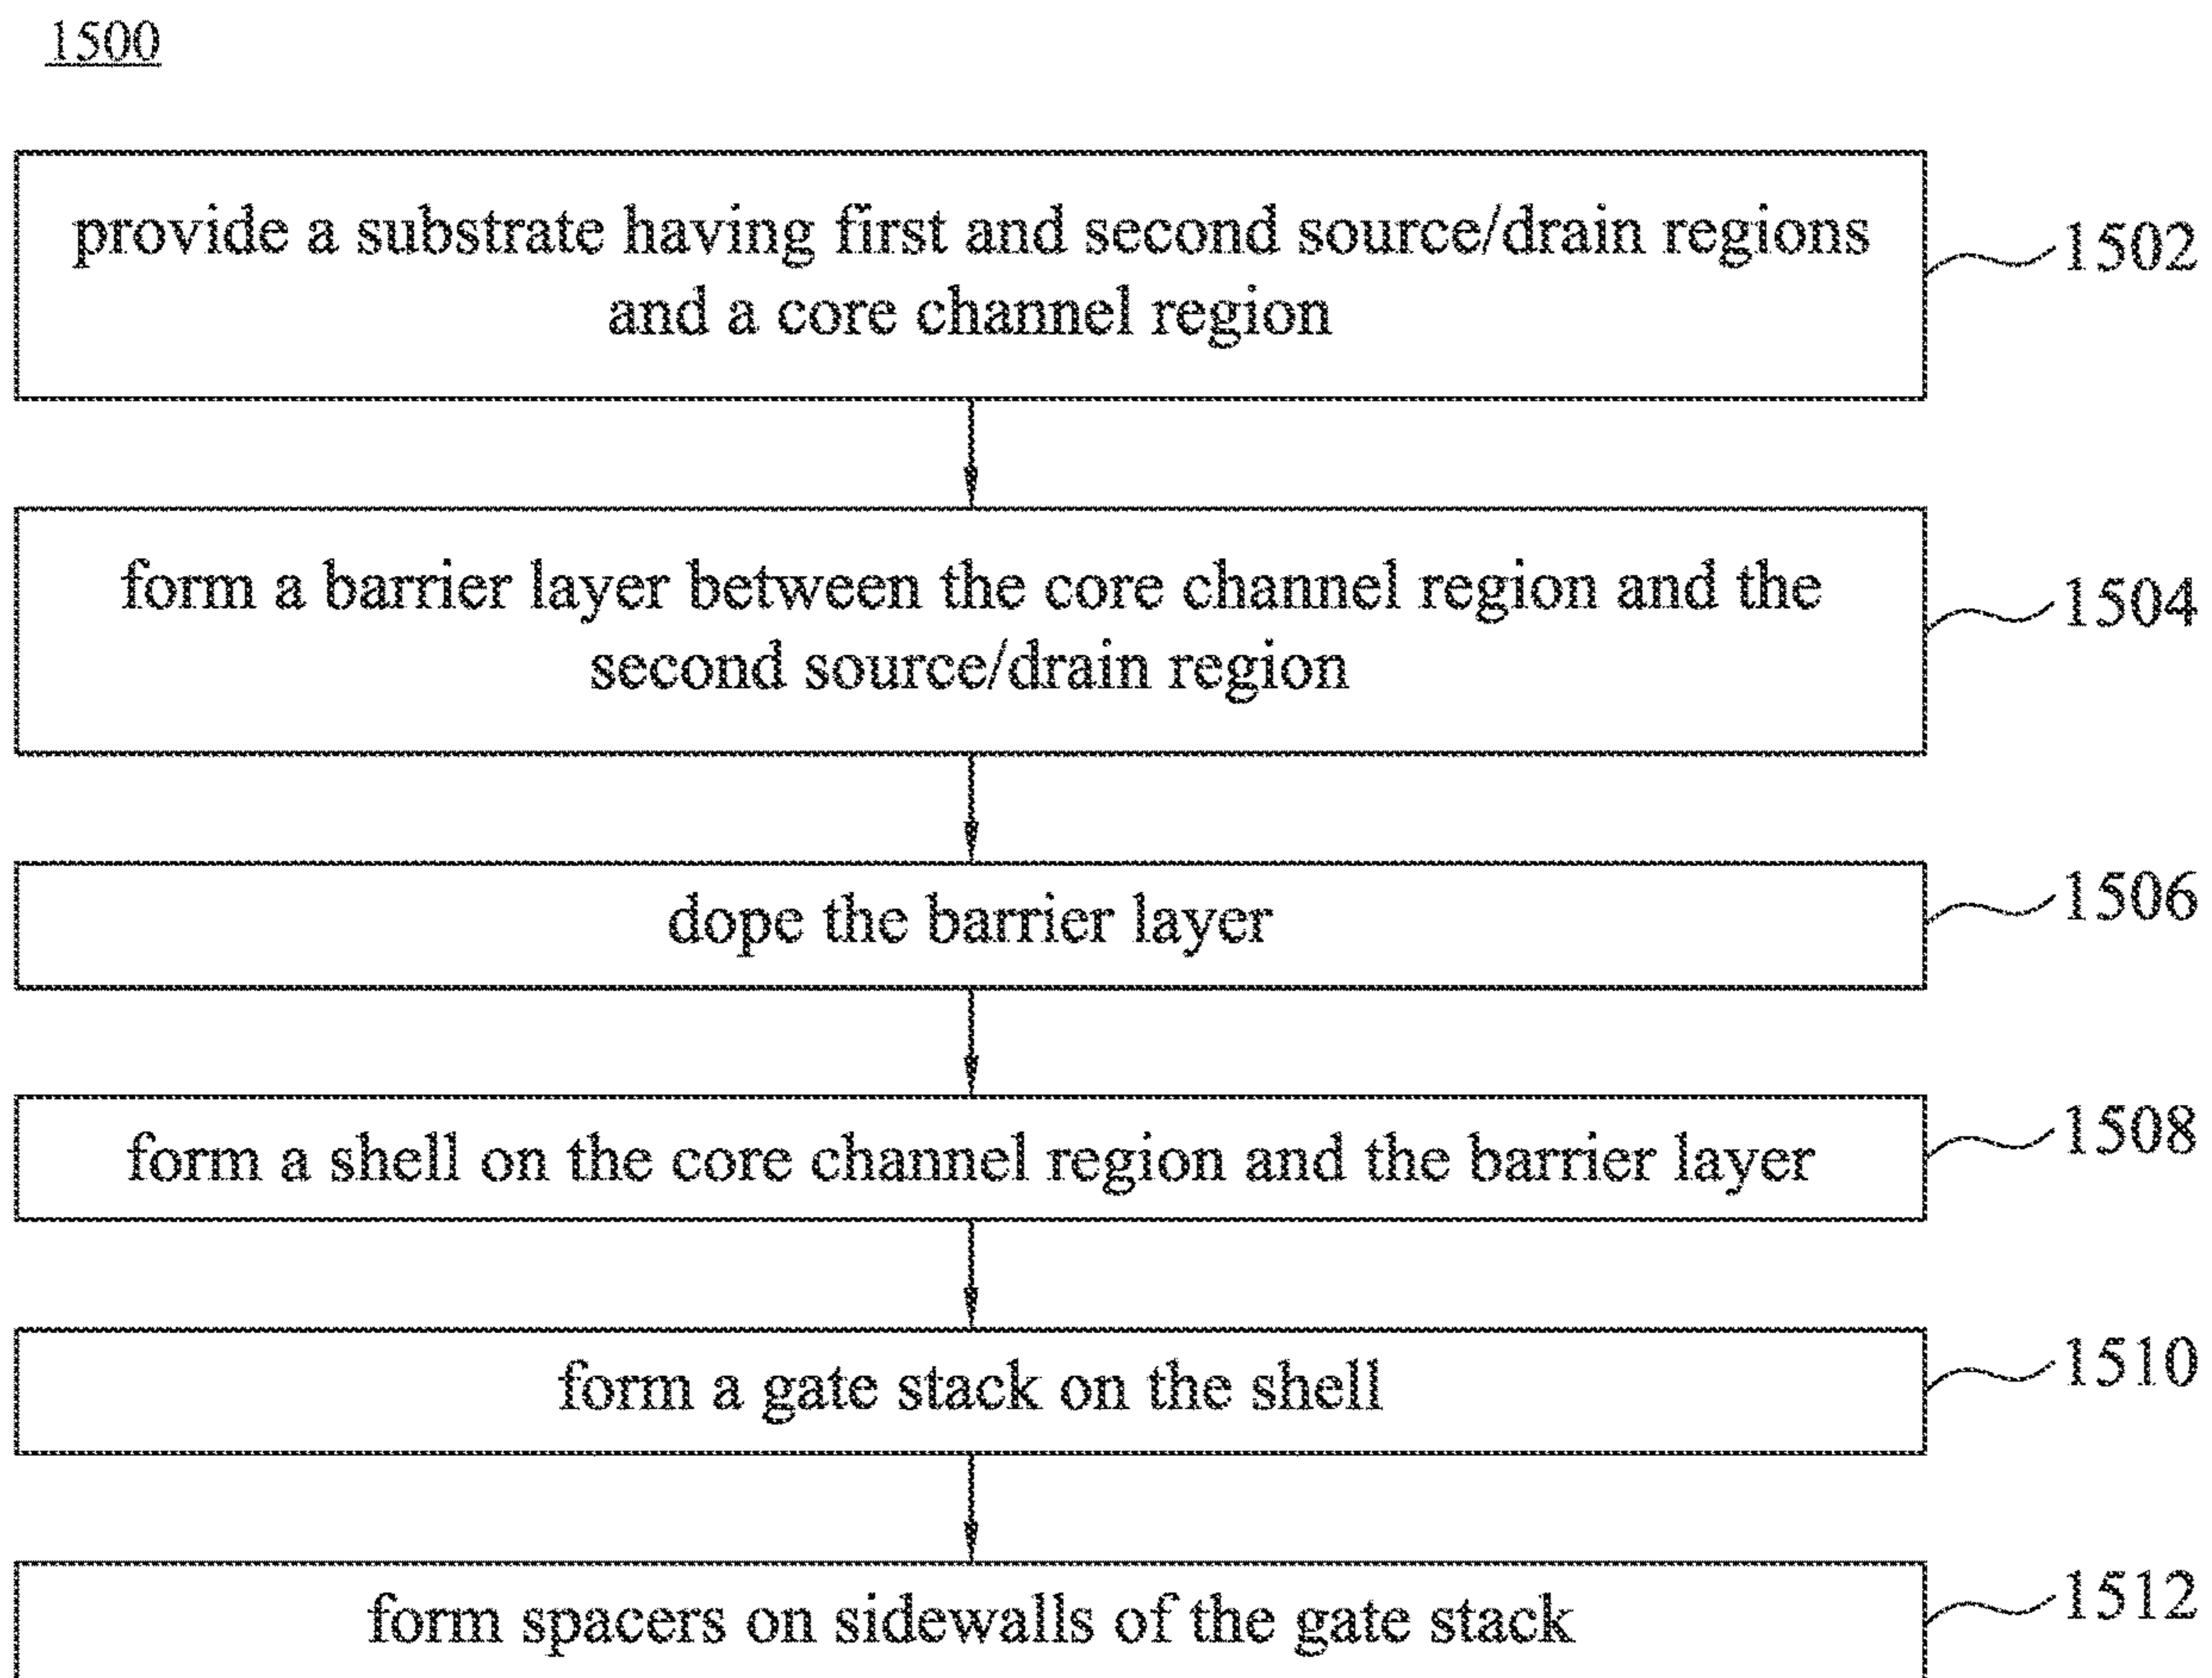 1500
provide a substrate having first and second source/drain regions
and a core channel region
1502
form a barrier layer between the core channel region and the
second source/drain region
1504
dope the barrier layer
1506
form a shell on the core channel region and the barrier layer
1508
form a gate stack on the shell
1510
form spacers on sidewalls of the gate stack
1512